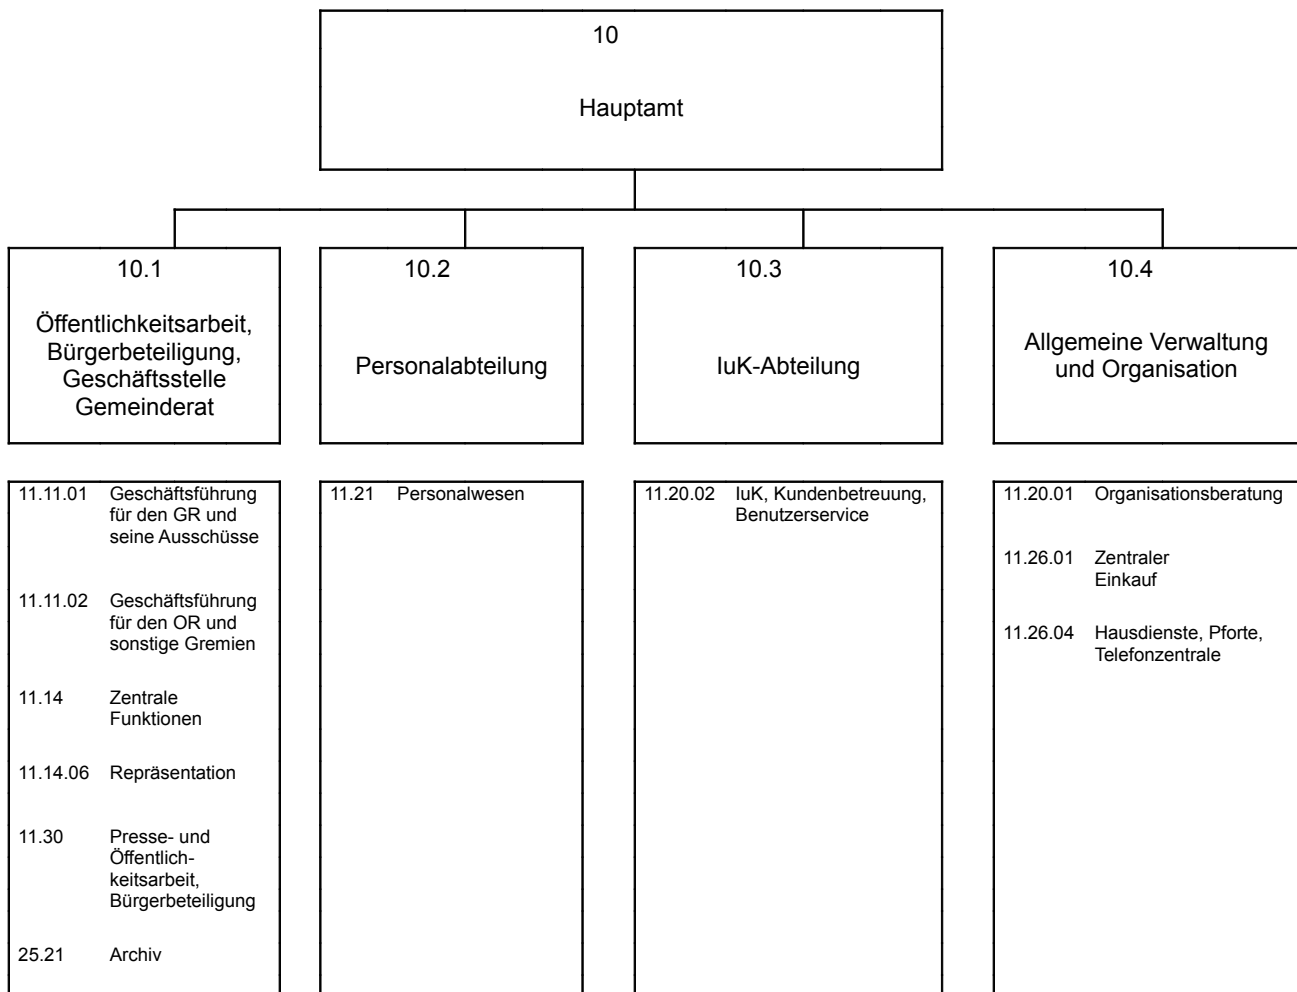 10
Hauptamt
10.1
Öffentlichkeitsarbeit,
Bürgerbeteiligung,
Geschäftsstelle
Gemeinderat
10.2
Personalabteilung
10.3
IuK-Abteilung
10.4
Allgemeine Verwaltung
und Organisation
11.11.01 Geschäftsführung
für den GR und
seine Ausschüsse
11.11.02 Geschäftsführung
für den OR und
sonstige Gremien
11.14 Zentrale
Funktionen
11.14.06 Repräsentation
11.30 Presse- und
Öffentlich-
keitsarbeit,
Bürgerbeteiligung
25.21 Archiv
11.21 Personalwesen
11.20.02 IuK, Kundenbetreuung,
Benutzerservice
11.20.01 Organisationsberatung
11.26.01 Zentraler
Einkauf
11.26.04 Hausdienste, Pforte,
Telefonzentrale